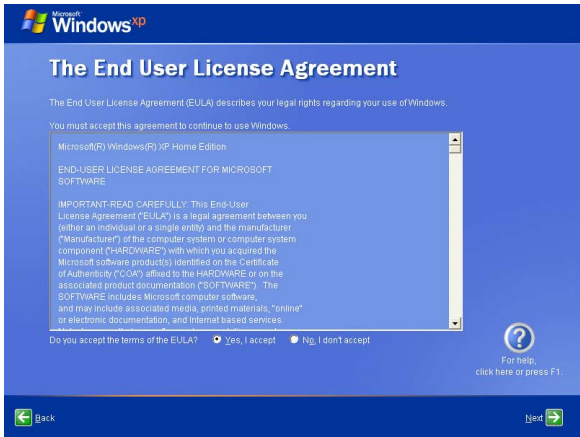 Microsoft
Windows xp
The End User License Agreement
The End User License Agreement (EULA) describes your legal rights regarding your use of Windows.
You must accept this agreement to continue to use Windows.
Microsoft(R) Windows(R) XP Home Edition
END-USER LICENSE AGREEMENT FOR MICROSOFT
SOFTWARE
IMPORTANT-READ CAREFULLY: This End-User
License Agreement ("EULA") is a legal agreement between you
(either an individual or a single entity) and the manufacturer
("Manufacturer") of the computer system or computer system
component ("HARDWARE") with which you acquired the
Microsoft software product(s) identified on the Certificate
of Authenticity ("COA") affixed to the HARDWARE or on the
associated product documentation ("SOFTWARE"). The
SOFTWARE includes Microsoft computer software,
and may include associated media, printed materials, "online"
or electronic documentation, and Internet based services.
Do you accept the terms of the EULA? Yes, I accept No, I don't accept
For help,
click here or press F1.
Back
Next